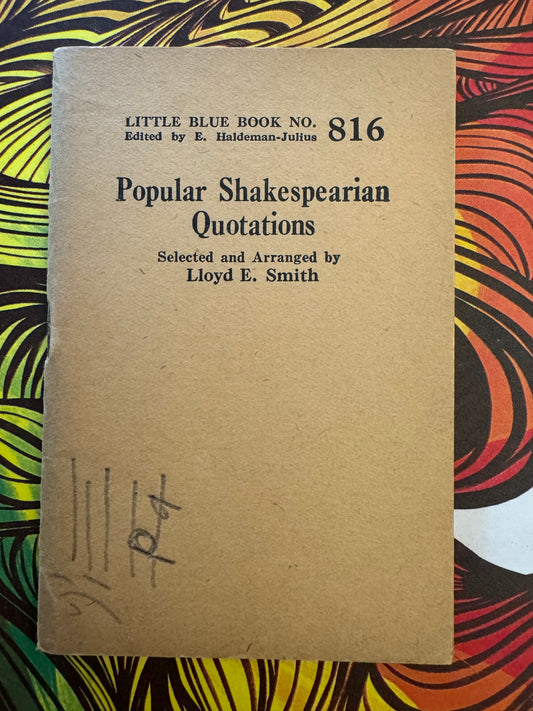 LITTLE BLUE BOOK NO. 816
Edited by E. Haldeman-Julius
Popular Shakespearian
Quotations
Selected and Arranged by
Lloyd E. Smith